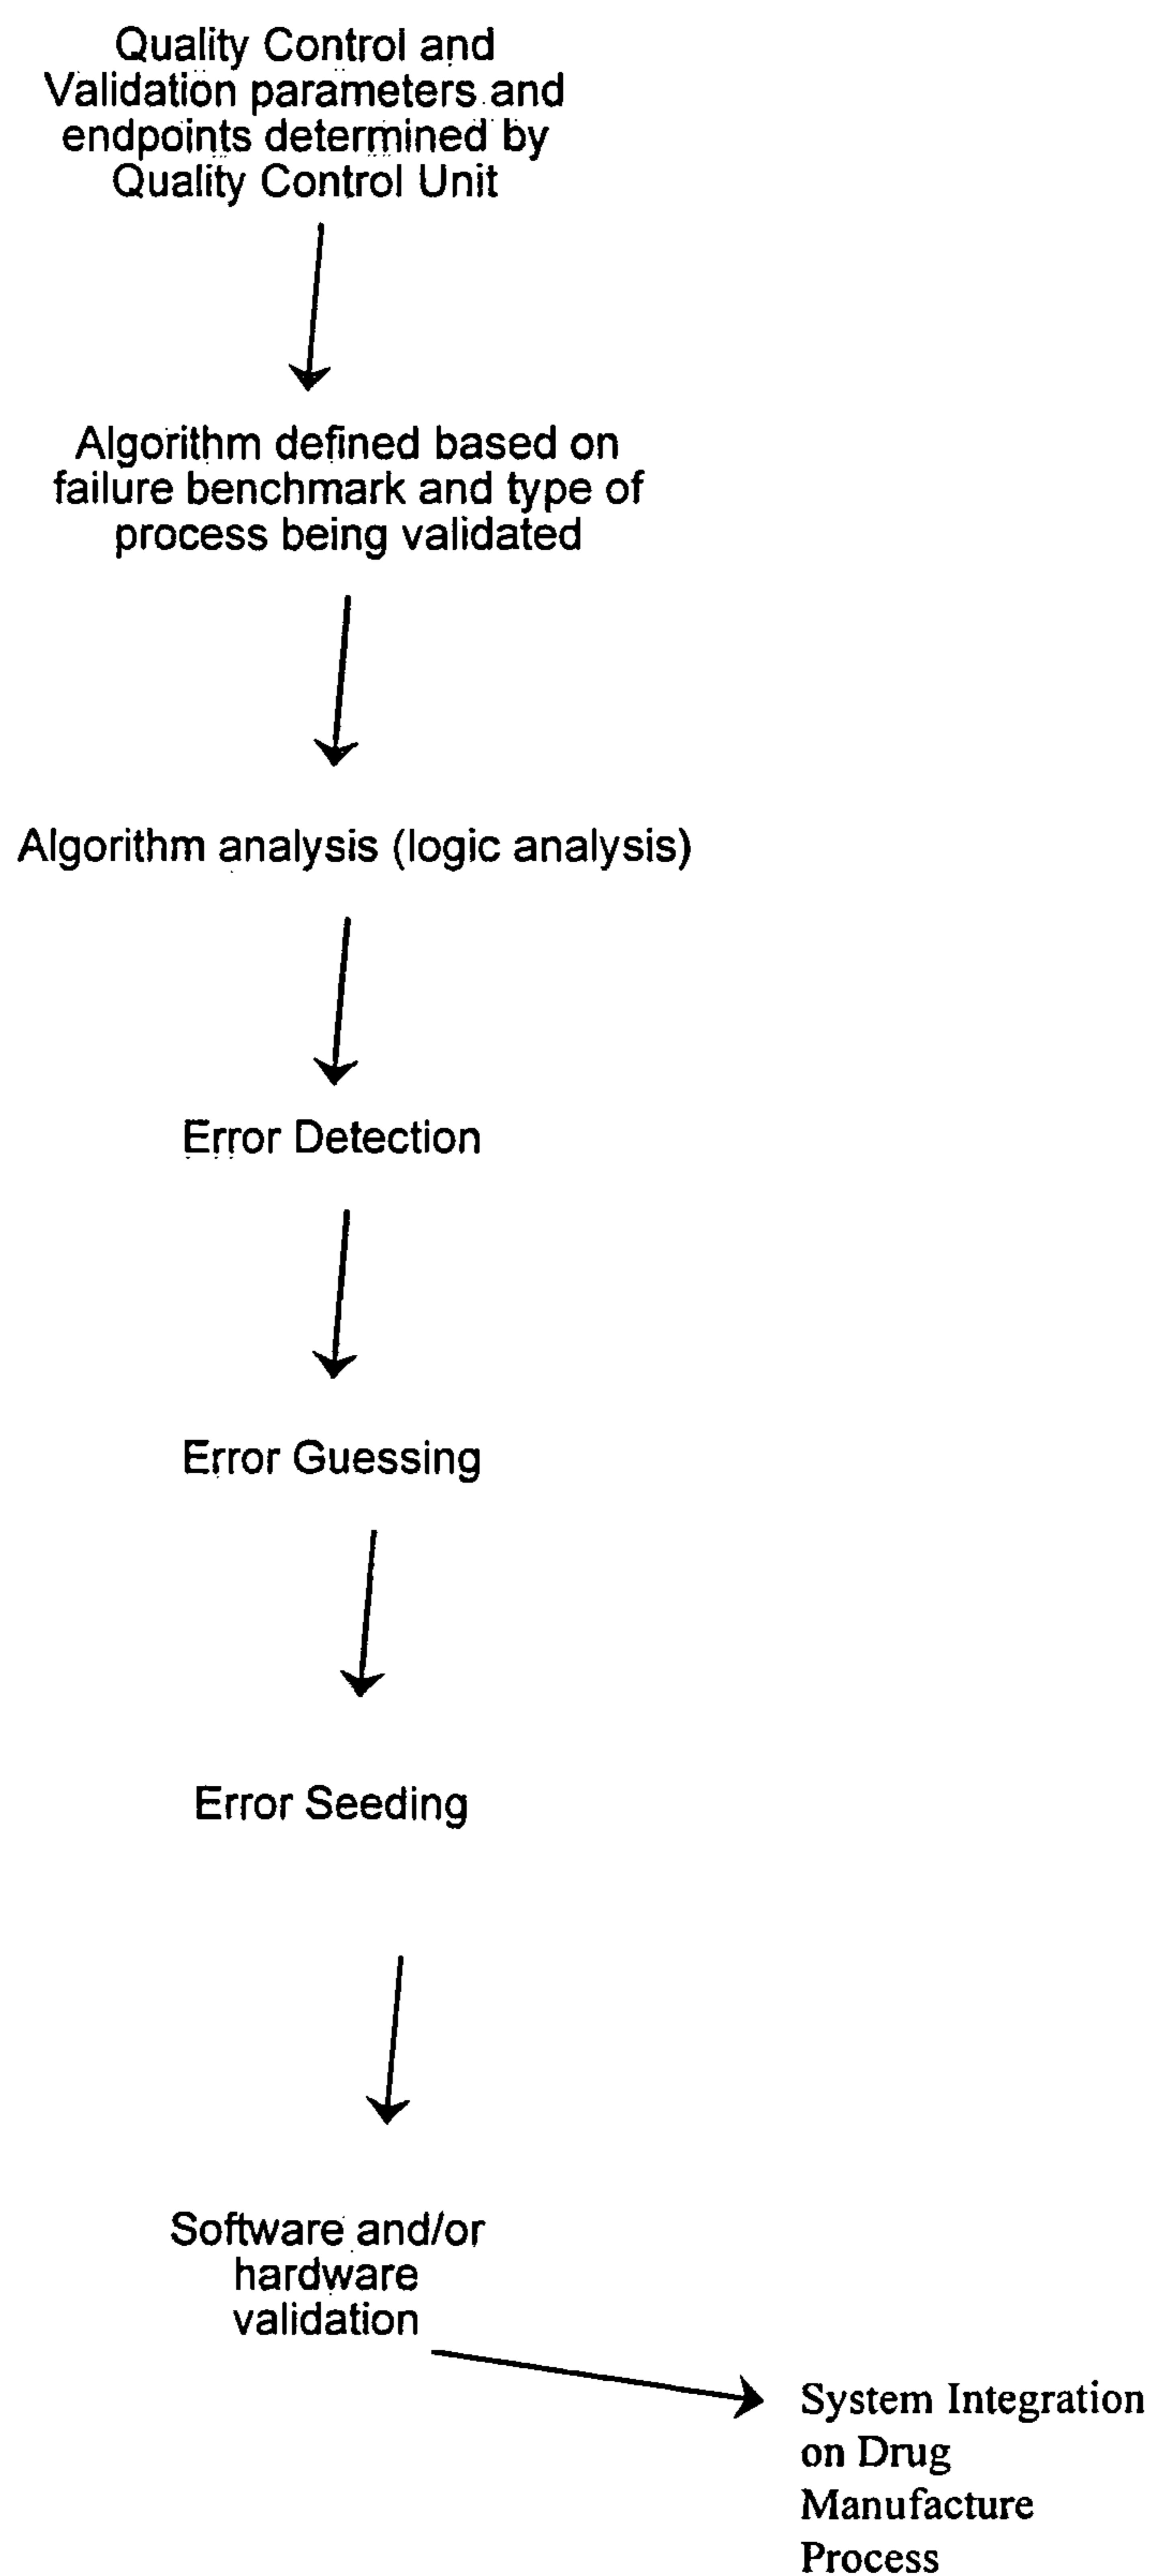 Quality Control and
Validation parameters and
endpoints determined by
Quality Control Unit
Algorithm defined based on
failure benchmark and type of
process being validated
Algorithm analysis (logic analysis)
Error Detection
Error Guessing
Error Seeding
Software and/or
hardware
validation
System Integration
on Drug
Manufacture
Process